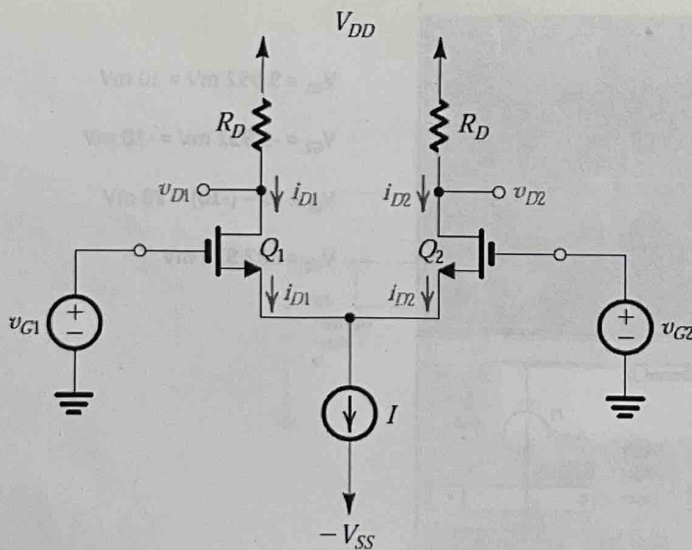 V_DD
R_D R_D
v_D1 i_D1 i_D2 v_D2
Q_1 Q_2
i_D1 i_D2
v_G1 + − + − v_G2
I
−V_SS